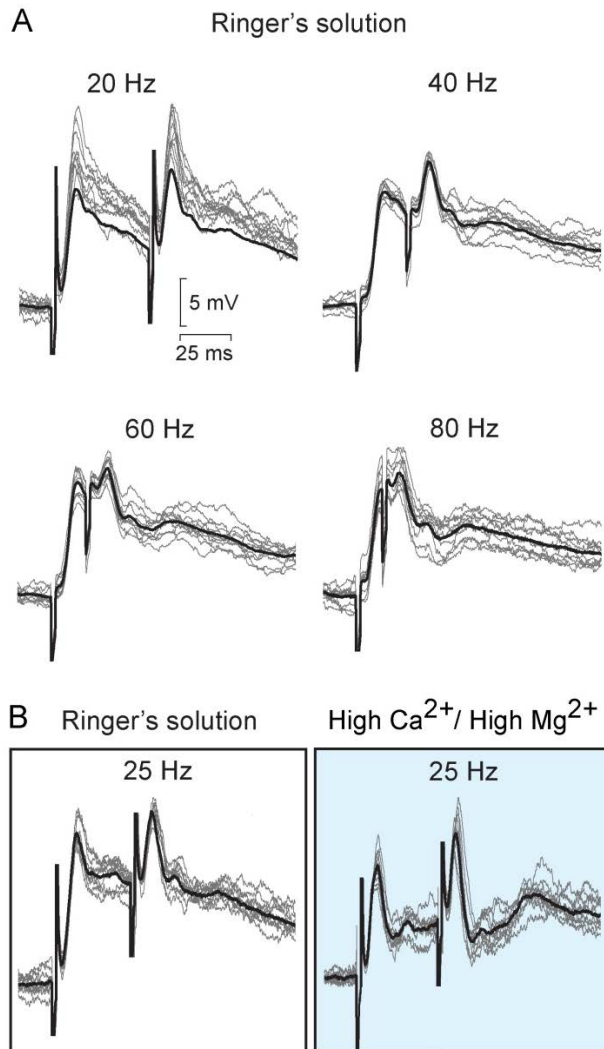 A
Ringer's solution
20 Hz
40 Hz
5 mV
25 ms
60 Hz
80 Hz
B
Ringer's solution
High Ca²⁺/ High Mg²⁺
25 Hz
25 Hz